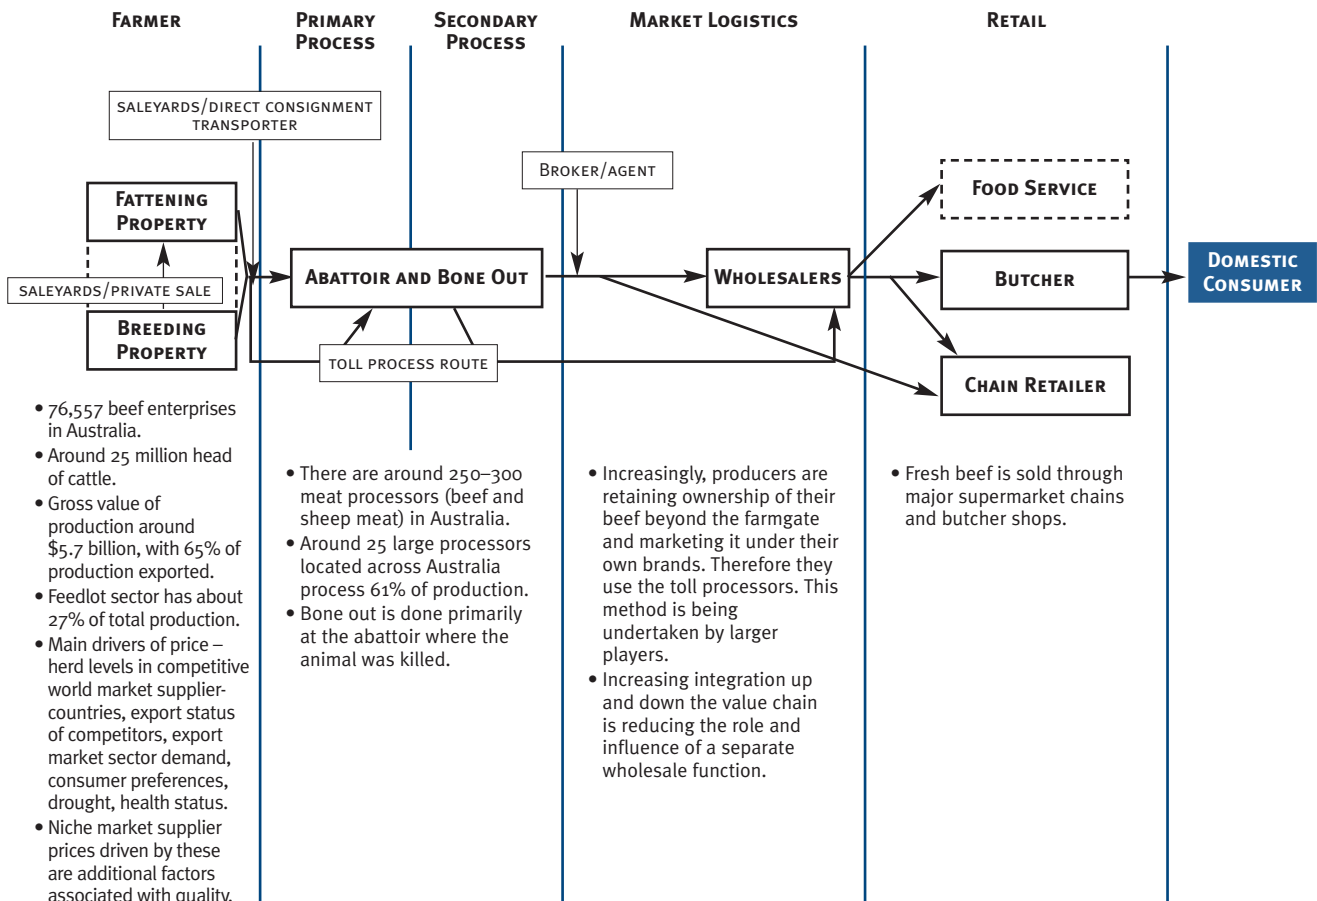 FARMER
PRIMARY
PROCESS
SECONDARY
PROCESS
MARKET LOGISTICS
RETAIL
SALEYARDS/DIRECT CONSIGNMENT
TRANSPORTER
BROKER/AGENT
FATTENING
PROPERTY
SALEYARDS/PRIVATE SALE
BREEDING
PROPERTY
ABATTOIR AND BONE OUT
TOLL PROCESS ROUTE
WHOLESALERS
FOOD SERVICE
BUTCHER
CHAIN RETAILER
DOMESTIC
CONSUMER
• 76,557 beef enterprises
in Australia.
• Around 25 million head
of cattle.
• Gross value of
production around
$5.7 billion, with 65% of
production exported.
• Feedlot sector has about
27% of total production.
• Main drivers of price –
herd levels in competitive
world market supplier-
countries, export status
of competitors, export
market sector demand,
consumer preferences,
drought, health status.
• Niche market supplier
prices driven by these
are additional factors
associated with quality.
• There are around 250–300
meat processors (beef and
sheep meat) in Australia.
• Around 25 large processors
located across Australia
process 61% of production.
• Bone out is done primarily
at the abattoir where the
animal was killed.
• Increasingly, producers are
retaining ownership of their
beef beyond the farmgate
and marketing it under their
own brands. Therefore they
use the toll processors. This
method is being
undertaken by larger
players.
• Increasing integration up
and down the value chain
is reducing the role and
influence of a separate
wholesale function.
• Fresh beef is sold through
major supermarket chains
and butcher shops.